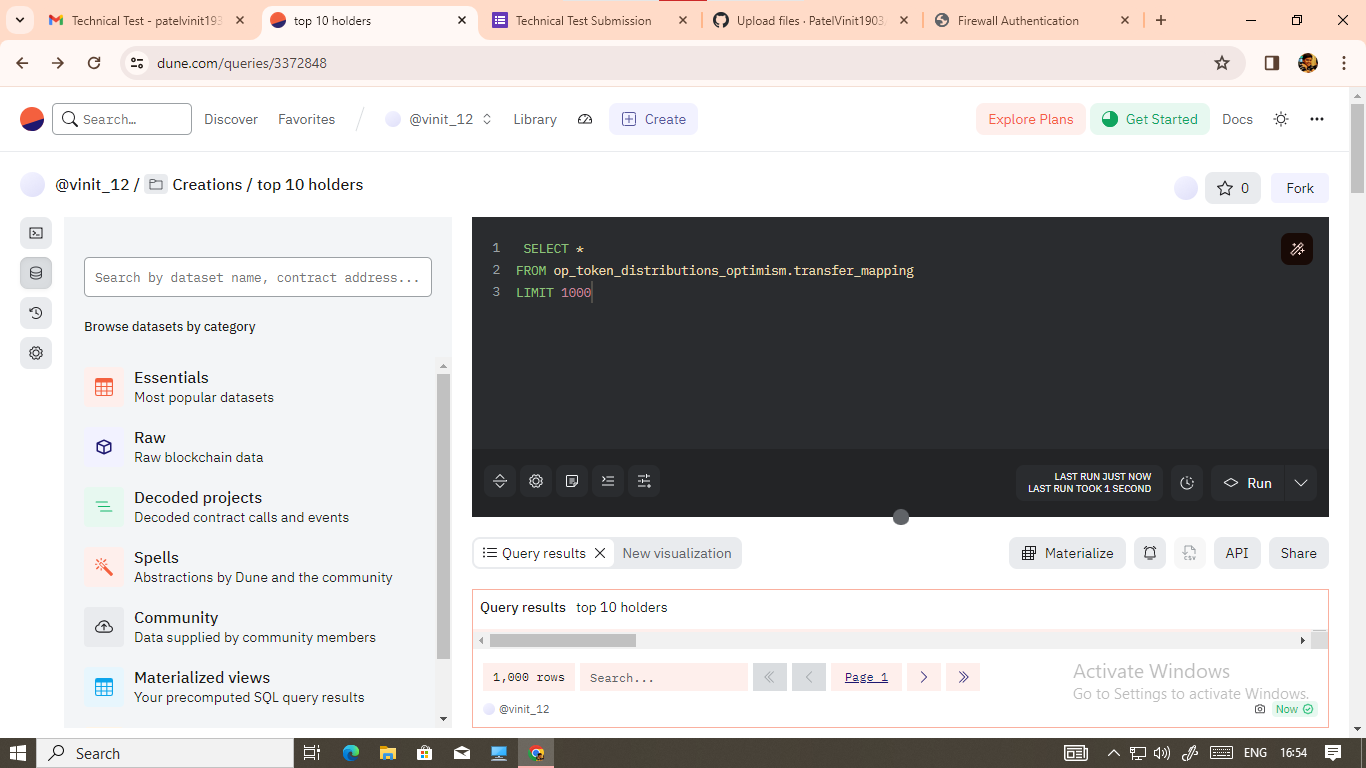 Technical Test - patelvinit193
top 10 holders
Technical Test Submission
Upload files · PatelVinit1903
Firewall Authentication
dune.com/queries/3372848
Search…
Discover
Favorites
@vinit_12
Library
Create
Explore Plans
Get Started
Docs
@vinit_12 / Creations / top 10 holders
0
Fork
Search by dataset name, contract address...
Browse datasets by category
Essentials
Most popular datasets
Raw
Raw blockchain data
Decoded projects
Decoded contract calls and events
Spells
Abstractions by Dune and the community
Community
Data supplied by community members
Materialized views
Your precomputed SQL query results
1 SELECT *
2 FROM op_token_distributions_optimism.transfer_mapping
3 LIMIT 1000
LAST RUN JUST NOW
LAST RUN TOOK 1 SECOND
Run
Query results
New visualization
Materialize
CSV
API
Share
Query results top 10 holders
1,000 rows
Search...
Page 1
@vinit_12
Now
Activate Windows
Go to Settings to activate Windows.
Search
ENG
16:54